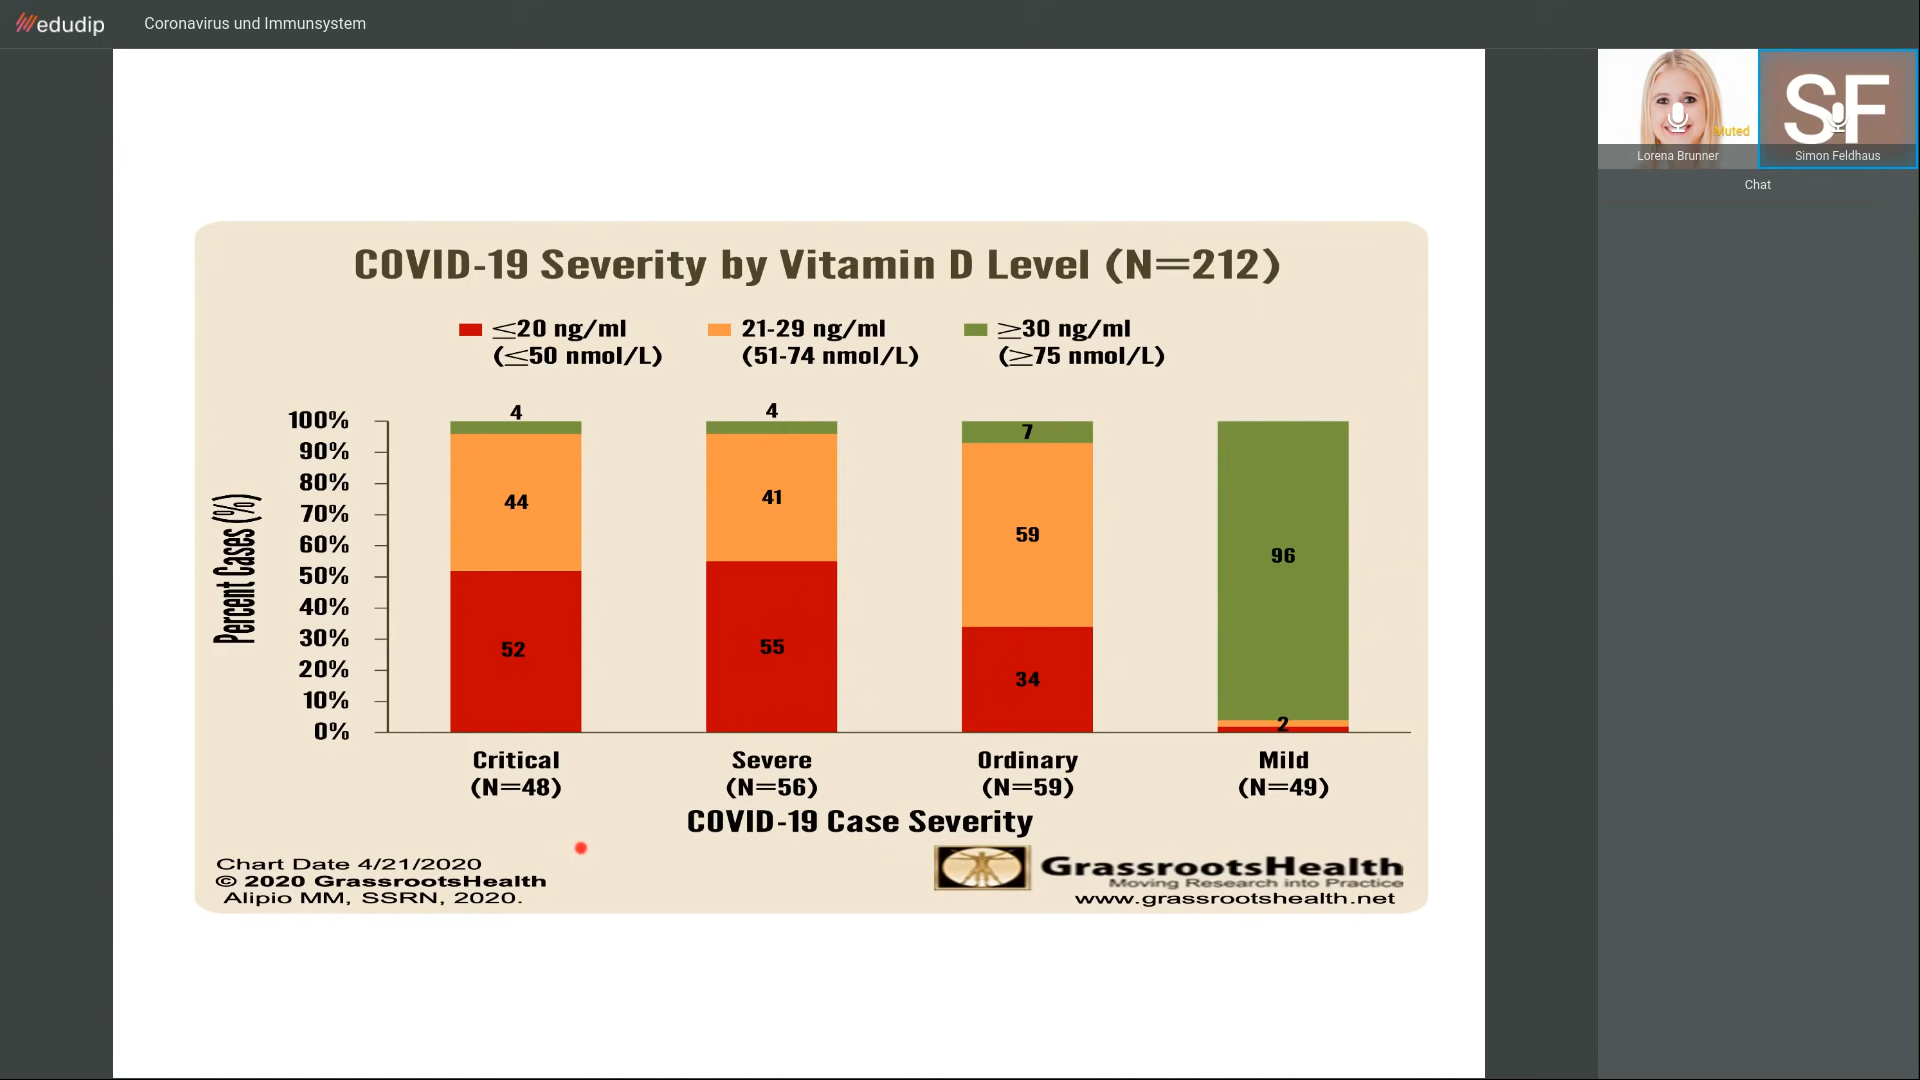 edudip
Coronavirus und Immunsystem
Muted
Lorena Brunner
SF
Simon Feldhaus
Chat
COVID-19 Severity by Vitamin D Level (N=212)
≤20 ng/ml
(≤50 nmol/L)
21-29 ng/ml
(51-74 nmol/L)
≥30 ng/ml
(≥75 nmol/L)
Percent Cases (%)
100%
90%
80%
70%
60%
50%
40%
30%
20%
10%
0%
4
44
52
4
41
55
7
59
34
96
2
Critical
(N=48)
Severe
(N=56)
Ordinary
(N=59)
Mild
(N=49)
COVID-19 Case Severity
Chart Date 4/21/2020
© 2020 GrassrootsHealth
Alipio MM, SSRN, 2020.
GrassrootsHealth
Moving Research into Practice
www.grassrootshealth.net